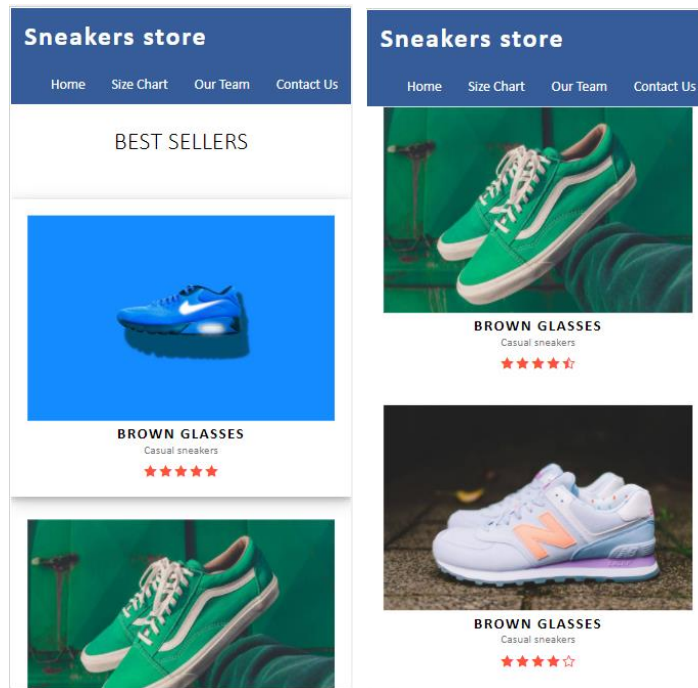 Sneakers store
Home Size Chart Our Team Contact Us
BEST SELLERS
BROWN GLASSES
Casual sneakers
Sneakers store
Home Size Chart Our Team Contact Us
BROWN GLASSES
Casual sneakers
N
BROWN GLASSES
Casual sneakers